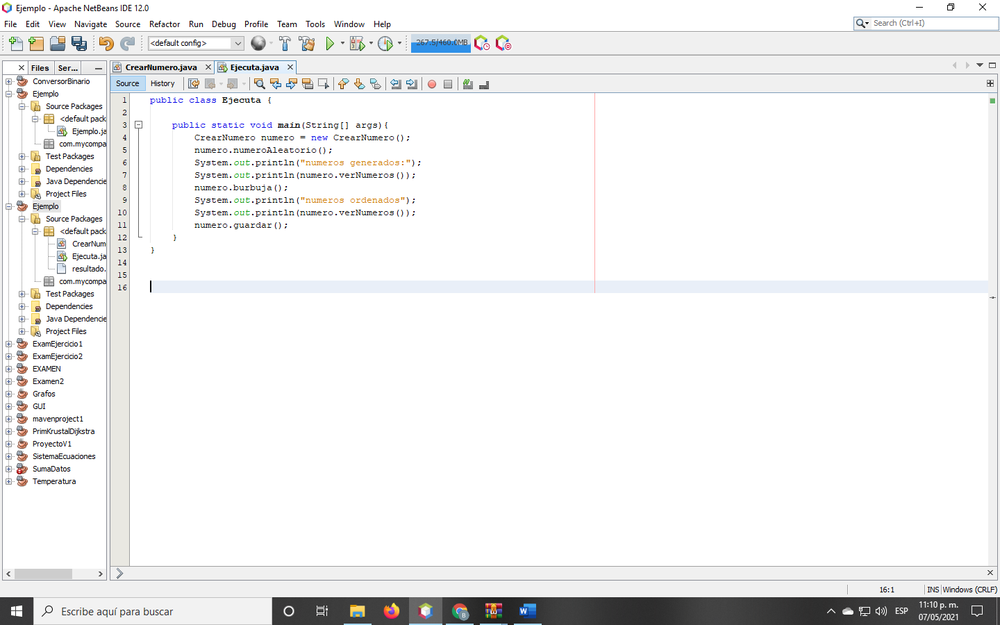 Ejemplo - Apache NetBeans IDE 12.0
File Edit View Navigate Source Refactor Run Debug Profile Team Tools Window Help
Search (Ctrl+I)
<default config>
267.5/460.0MB
Files Ser...
CrearNumero.java Ejecuta.java
Source History
ConversorBinario
Ejemplo
Source Packages
<default pack
Ejemplo.ja
com.mycompa
Test Packages
Dependencies
Java Dependencie
Project Files
Ejemplo
Source Packages
<default pack
CrearNum
Ejecuta.ja
resultado.
com.mycompa
Test Packages
Dependencies
Java Dependencie
Project Files
ExamEjercicio1
ExamEjercicio2
EXAMEN
Examen2
Grafos
GUI
mavenproject1
PrimKrustalDijkstra
ProyectoV1
SistemaEcuaciones
SumaDatos
Temperatura
1 public class Ejecuta {
2
3 public static void main(String[] args){
4 CrearNumero numero = new CrearNumero();
5 numero.numeroAleatorio();
6 System.out.println("numeros generados:");
7 System.out.println(numero.verNumeros());
8 numero.burbuja();
9 System.out.println("numeros ordenados");
10 System.out.println(numero.verNumeros());
11 numero.guardar();
12 }
13 }
14
15
16
16:1 INS Windows (CRLF)
Escribe aquí para buscar
ESP
11:10 p. m.
07/05/2021